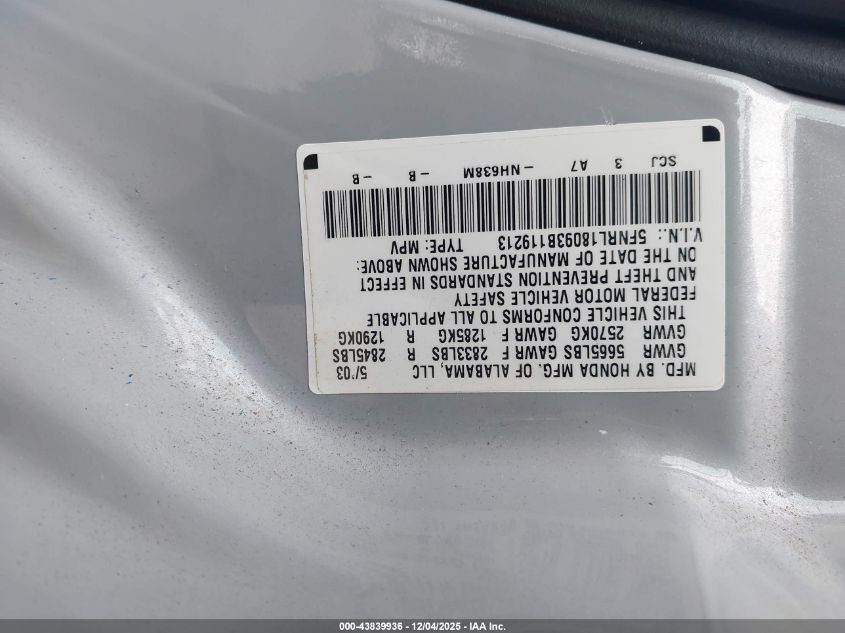 MFD. BY HONDA MFG. OF ALABAMA, LLC 5/'03
GVWR 5665LBS GAWR F 2833LBS R 2845LBS
GVWR 2570KG GAWR F 1285KG R 1290KG
THIS VEHICLE CONFORMS TO ALL APPLICABLE
FEDERAL MOTOR VEHICLE SAFETY
AND THEFT PREVENTION STANDARDS IN EFFECT
ON THE DATE OF MANUFACTURE SHOWN ABOVE:
V.I.N.: 5FNRL18093B119213 TYPE: MPV
SCJ 3 A7 -NH638M -B -B
000-43839936 - 12/04/2025 - IAA Inc.